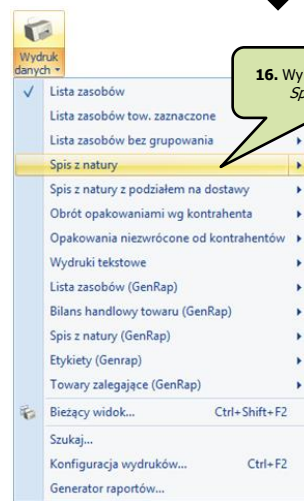 Wydruk
danych
16. Wy
Sp
Lista zasobów
Lista zasobów tow. zaznaczone
Lista zasobów bez grupowania
Spis z natury
Spis z natury z podziałem na dostawy
Obrót opakowaniami wg kontrahenta
Opakowania niezwrócone od kontrahentów
Wydruki tekstowe
Lista zasobów (GenRap)
Bilans handlowy towaru (GenRap)
Spis z natury (GenRap)
Etykiety (Genrap)
Towary zalegające (GenRap)
Bieżący widok... Ctrl+Shift+F2
Szukaj...
Konfiguracja wydruków... Ctrl+F2
Generator raportów...